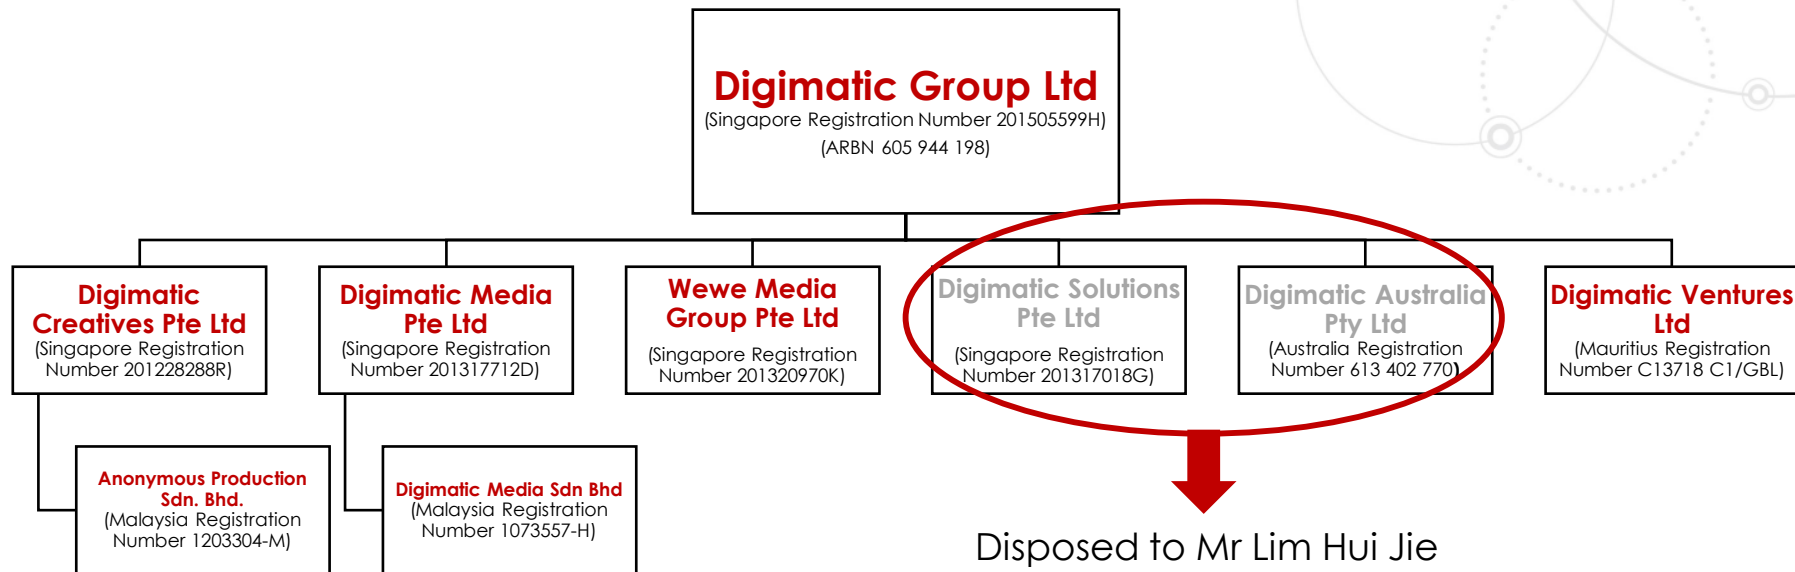 Digimatic Group Ltd
(Singapore Registration Number 201505599H)
(ARBN 605 944 198)
Digimatic
Creatives Pte Ltd
(Singapore Registration
Number 201228288R)
Digimatic Media
Pte Ltd
(Singapore Registration
Number 201317712D)
Wewe Media
Group Pte Ltd
(Singapore Registration
Number 201320970K)
Digimatic Solutions
Pte Ltd
(Singapore Registration
Number 201317018G)
Digimatic Australia
Pty Ltd
(Australia Registration
Number 613 402 770)
Digimatic Ventures
Ltd
(Mauritius Registration
Number C13718 C1/GBL)
Anonymous Production
Sdn. Bhd.
(Malaysia Registration
Number 1203304-M)
Digimatic Media Sdn Bhd
(Malaysia Registration
Number 1073557-H)
Disposed to Mr Lim Hui Jie